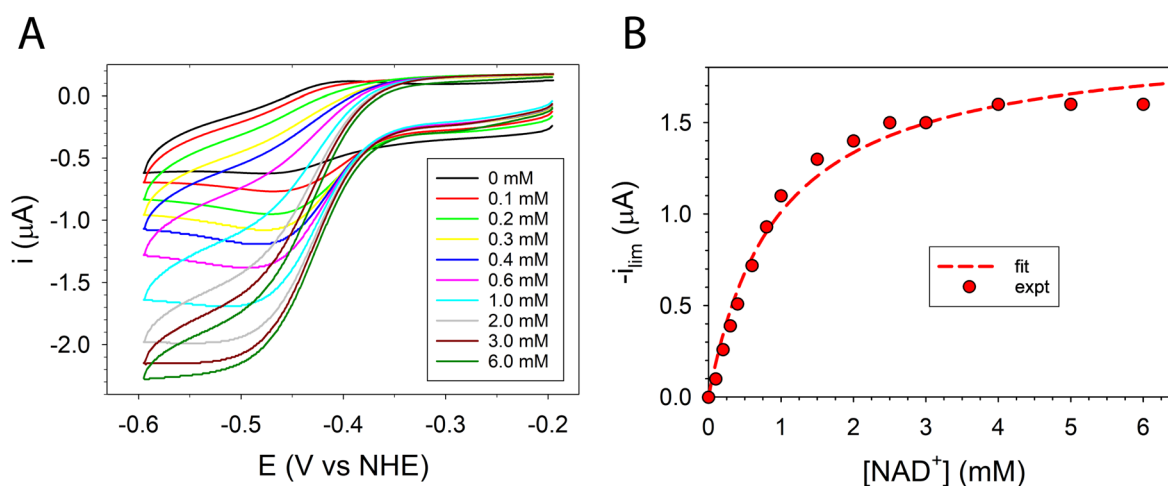 A
0.0
-0.5
-1.0
-1.5
-2.0
i (µA)
0 mM
0.1 mM
0.2 mM
0.3 mM
0.4 mM
0.6 mM
1.0 mM
2.0 mM
3.0 mM
6.0 mM
-0.6 -0.5 -0.4 -0.3 -0.2
E (V vs NHE)
B
1.5
1.0
0.5
0.0
-i_lim (µA)
fit
expt
0 1 2 3 4 5 6
[NAD⁺] (mM)